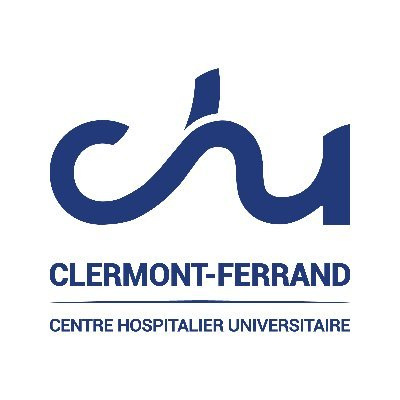 chu
CLERMONT-FERRAND
CENTRE HOSPITALIER UNIVERSITAIRE